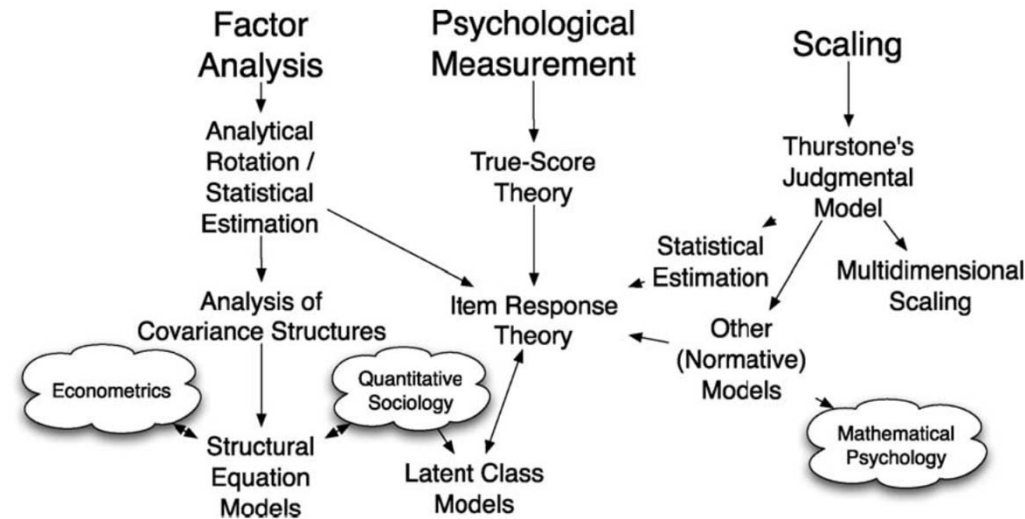 Factor
Analysis
Psychological
Measurement
Scaling
Analytical
Rotation /
Statistical
Estimation
True-Score
Theory
Thurstone's
Judgmental
Model
Statistical
Estimation
Multidimensional
Scaling
Analysis of
Covariance Structures
Item Response
Theory
Other
(Normative)
Models
Econometrics
Quantitative
Sociology
Mathematical
Psychology
Structural
Equation
Models
Latent Class
Models